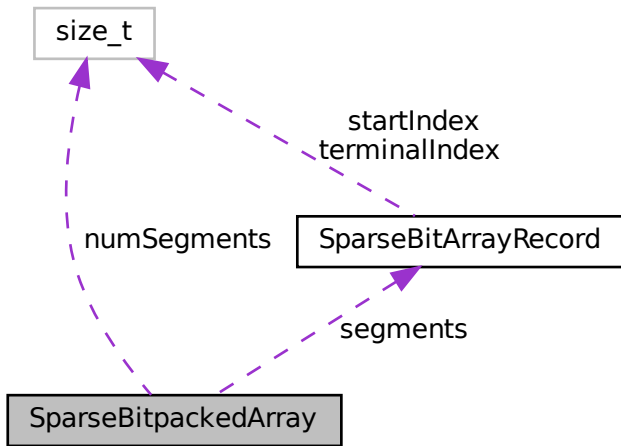 size_t
startIndex
terminalIndex
numSegments
SparseBitArrayRecord
segments
SparseBitpackedArray